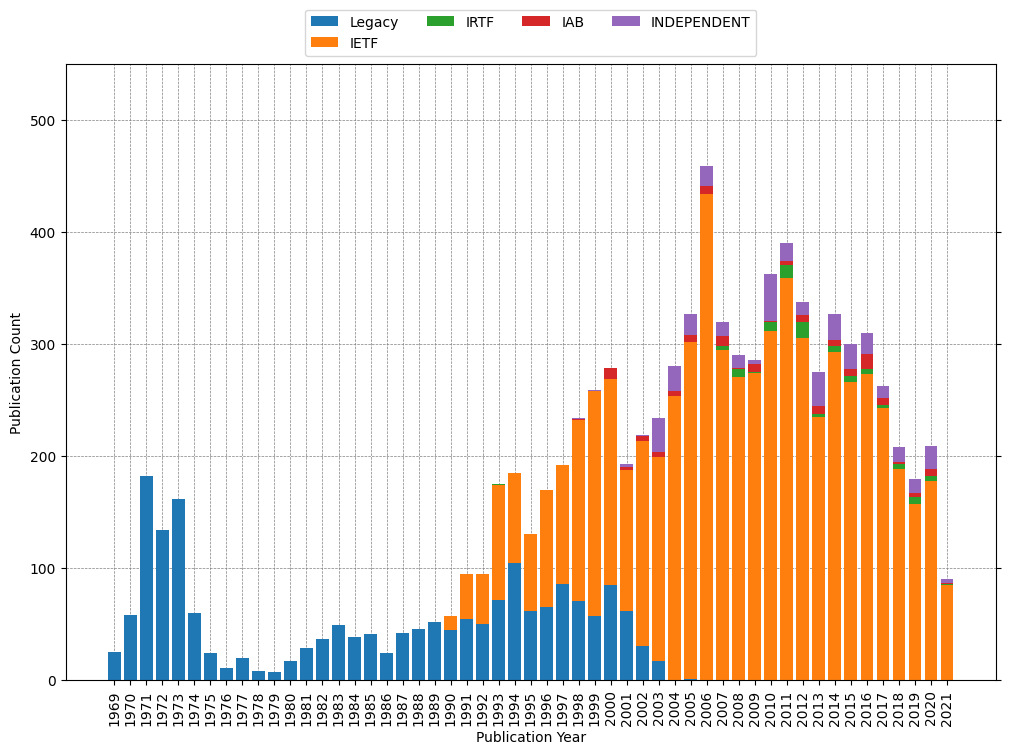 Legacy IRTF IAB INDEPENDENT
IETF
Publication Count
500
400
300
200
100
0
1969 1970 1971 1972 1973 1974 1975 1976 1977 1978 1979 1980 1981 1982 1983 1984 1985 1986 1987 1988 1989 1990 1991 1992 1993 1994 1995 1996 1997 1998 1999 2000 2001 2002 2003 2004 2005 2006 2007 2008 2009 2010 2011 2012 2013 2014 2015 2016 2017 2018 2019 2020 2021
Publication Year